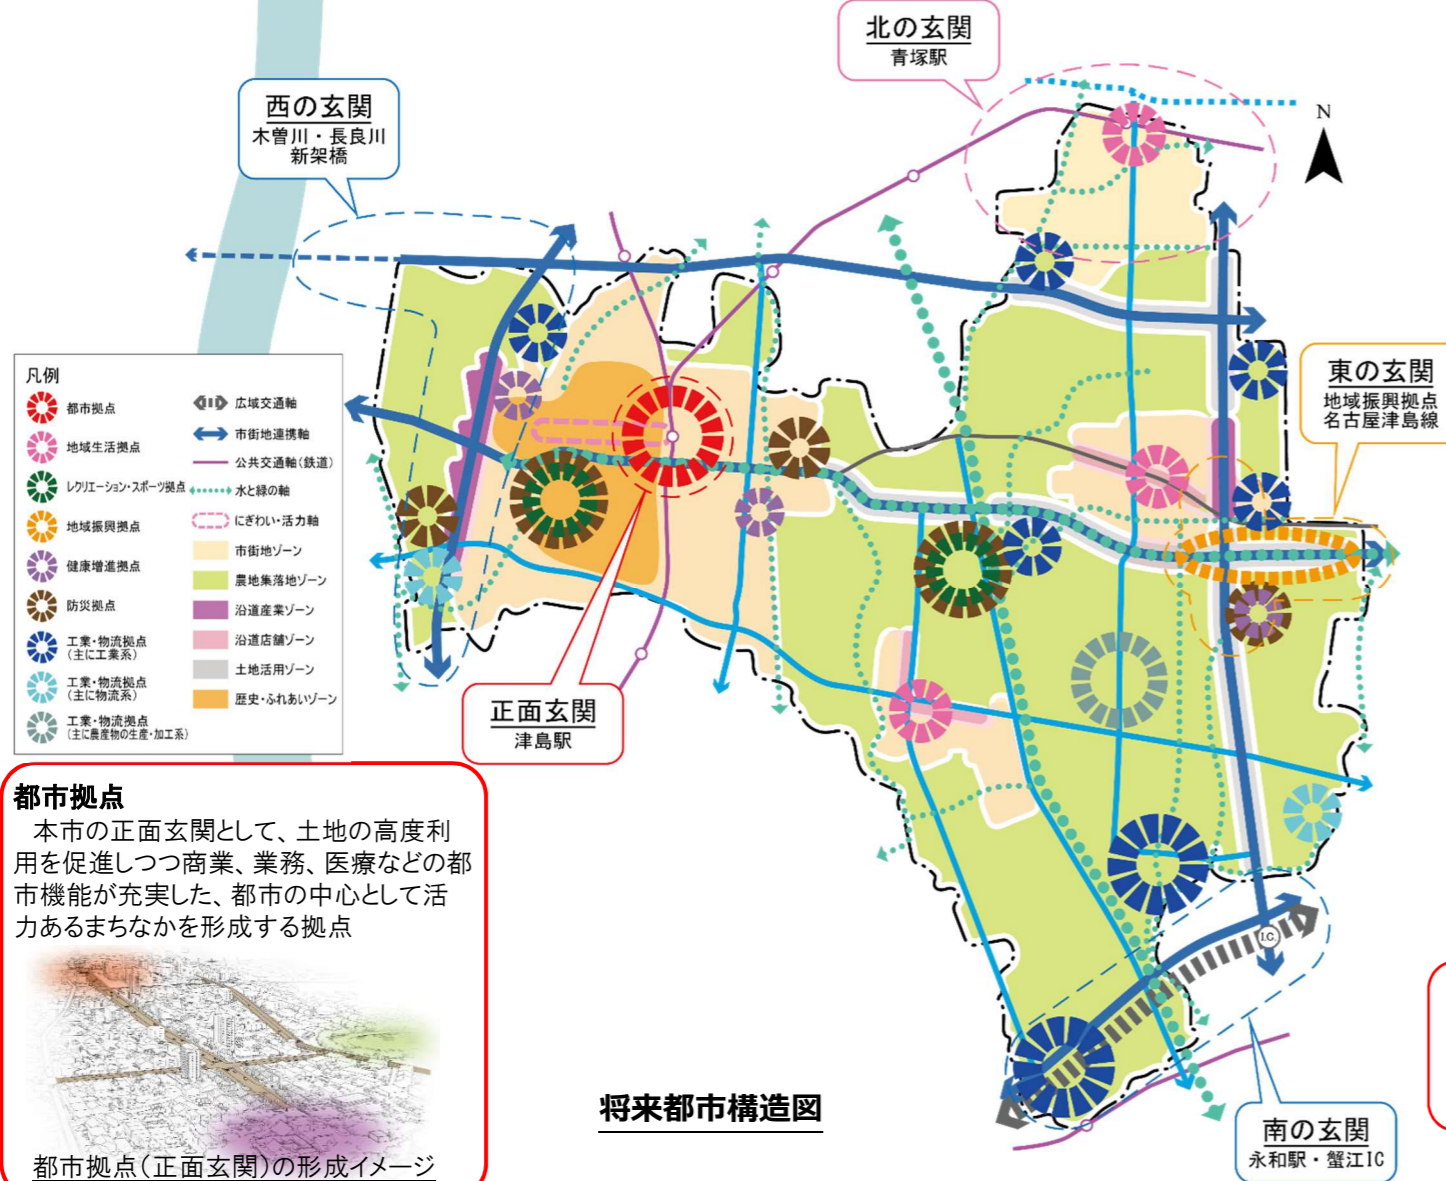 北の玄関
青塚駅
西の玄関
木曽川・長良川
新架橋
N
凡例
都市拠点
地域生活拠点
レクリエーション・スポーツ拠点
地域振興拠点
健康増進拠点
防災拠点
工業・物流拠点
(主に工業系)
工業・物流拠点
(主に物流系)
工業・物流拠点
(主に農産物の生産・加工系)
広域交通軸
市街地連携軸
公共交通軸(鉄道)
水と緑の軸
にぎわい・活力軸
市街地ゾーン
農地集落地ゾーン
沿道産業ゾーン
沿道店舗ゾーン
土地活用ゾーン
歴史・ふれあいゾーン
東の玄関
地域振興拠点
名古屋津島線
正面玄関
津島駅
都市拠点
本市の正面玄関として、土地の高度利
用を促進しつつ商業、業務、医療などの都
市機能が充実した、都市の中心として活
力あるまちなかを形成する拠点
都市拠点(正面玄関)の形成イメージ
I.C.
将来都市構造図
南の玄関
永和駅・蟹江IC